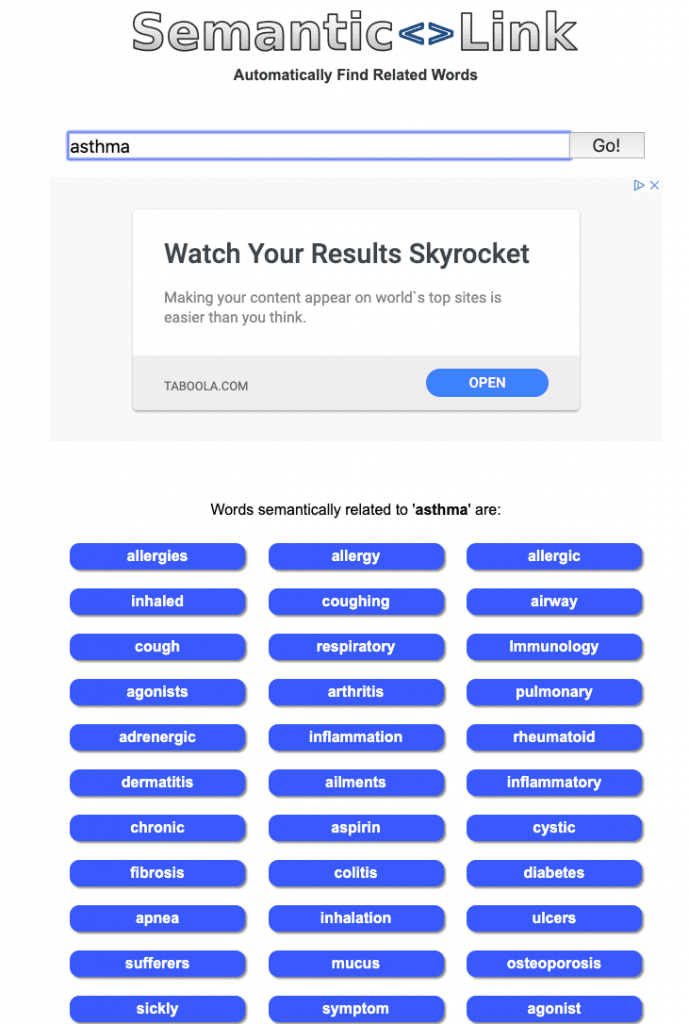 Semantic<>Link
Automatically Find Related Words
asthma Go!
Watch Your Results Skyrocket
Making your content appear on world`s top sites is
easier than you think.
TABOOLA.COM OPEN
Words semantically related to 'asthma' are:
allergies allergy allergic
inhaled coughing airway
cough respiratory Immunology
agonists arthritis pulmonary
adrenergic inflammation rheumatoid
dermatitis ailments inflammatory
chronic aspirin cystic
fibrosis colitis diabetes
apnea inhalation ulcers
sufferers mucus osteoporosis
sickly symptom agonist